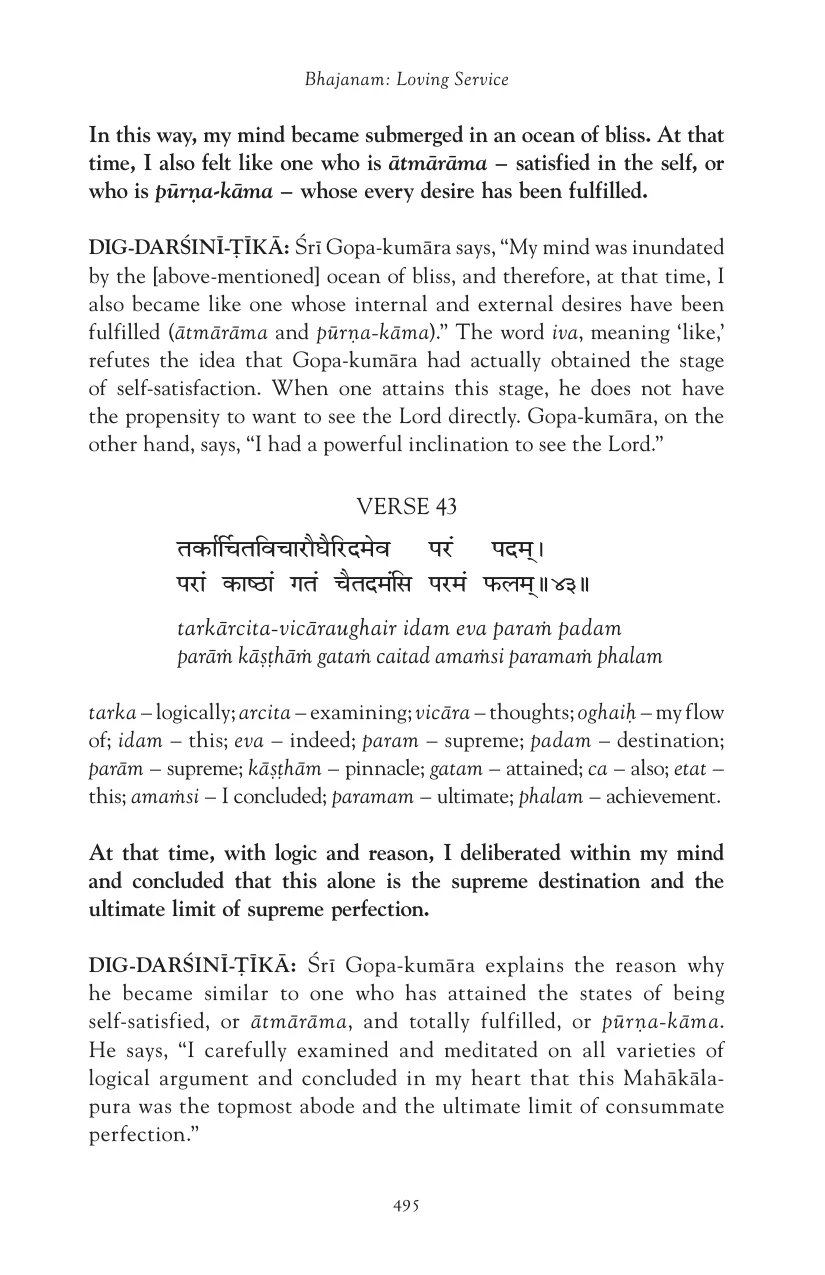 Bhajanam: Loving Service
In this way, my mind became submerged in an ocean of bliss. At that
time, I also felt like one who is ātmārāma – satisfied in the self, or
who is pūrṇa-kāma – whose every desire has been fulfilled.
DIG-DARŚINĪ-ṬĪKĀ: Śrī Gopa-kumāra says, “My mind was inundated
by the [above-mentioned] ocean of bliss, and therefore, at that time, I
also became like one whose internal and external desires have been
fulfilled (ātmārāma and pūrṇa-kāma).” The word iva, meaning ‘like,’
refutes the idea that Gopa-kumāra had actually obtained the stage
of self-satisfaction. When one attains this stage, he does not have
the propensity to want to see the Lord directly. Gopa-kumāra, on the
other hand, says, “I had a powerful inclination to see the Lord.”
VERSE 43
तर्कार्चितविचारौघैरिदमेव परं पदम्।
परां काष्ठां गतं चैतदमंसि परमं फलम्॥४३॥
tarkārcita-vicāraughair idam eva paraṁ padam
parāṁ kāṣṭhāṁ gataṁ caitad amaṁsi paramaṁ phalam
tarka – logically; arcita – examining; vicāra – thoughts; oghaiḥ – my flow
of; idam – this; eva – indeed; param – supreme; padam – destination;
parām – supreme; kāṣṭhām – pinnacle; gatam – attained; ca – also; etat –
this; amaṁsi – I concluded; paramam – ultimate; phalam – achievement.
At that time, with logic and reason, I deliberated within my mind
and concluded that this alone is the supreme destination and the
ultimate limit of supreme perfection.
DIG-DARŚINĪ-ṬĪKĀ: Śrī Gopa-kumāra explains the reason why
he became similar to one who has attained the states of being
self-satisfied, or ātmārāma, and totally fulfilled, or pūrṇa-kāma.
He says, “I carefully examined and meditated on all varieties of
logical argument and concluded in my heart that this Mahākāla-
pura was the topmost abode and the ultimate limit of consummate
perfection.”
495